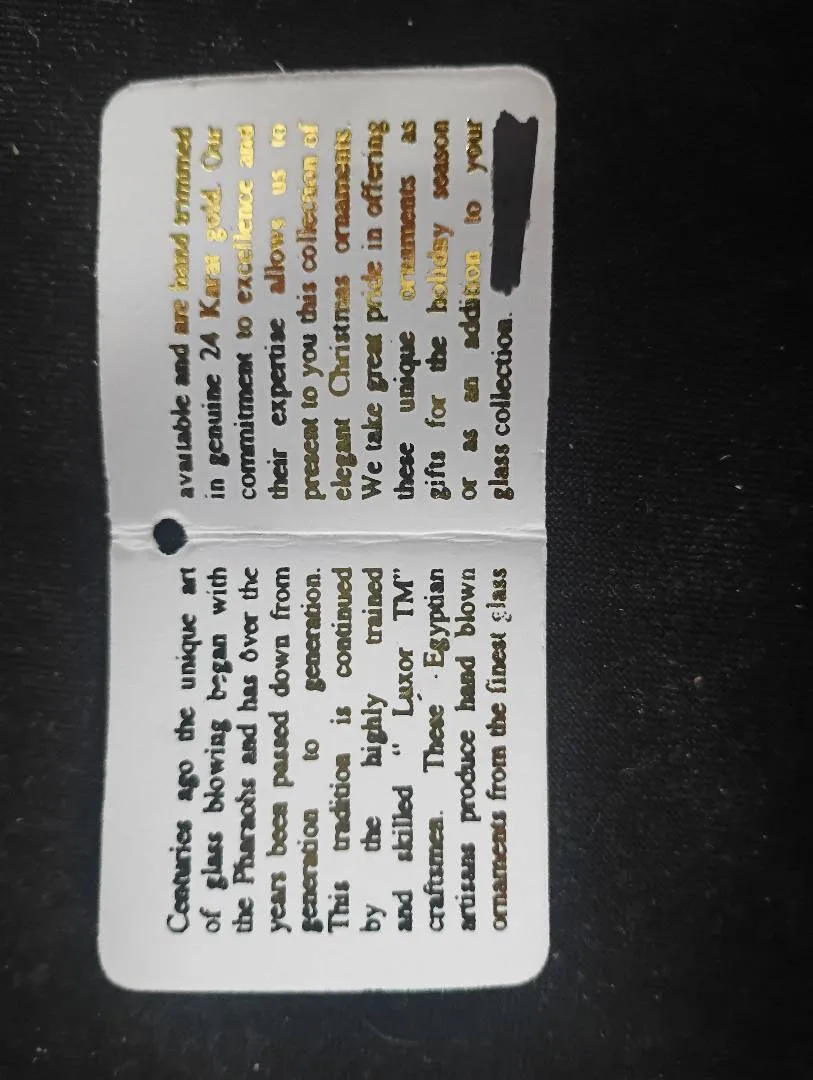 Centuries ago the unique art
of glass blowing began with
the Pharaohs and has over the
years been passed down from
generation to generation.
This tradition is continued
by the highly trained
and skilled " Luxor TM"
craftsmen. These Egyptian
artisans produce hand blown
ornaments from the finest glass
available and are hand trimmed
in genuine 24 Karat gold. Our
commitment to excellence and
their expertise allows us to
present to you this collection of
elegant Christmas ornaments.
We take great pride in offering
these unique ornaments as
gifts for the holiday season
or as an addition to your
glass collection.